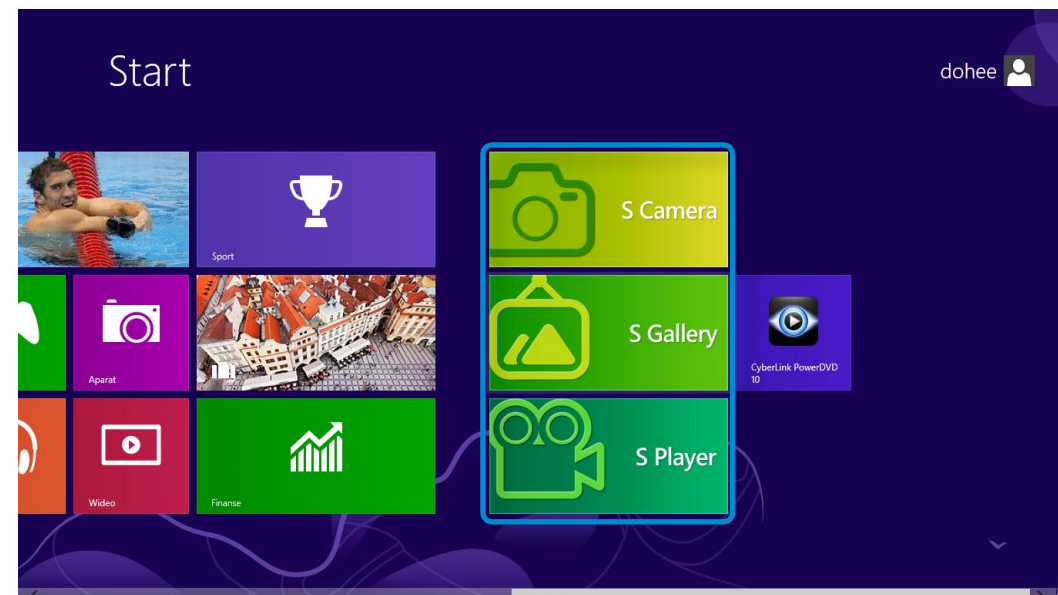 Start
dohee
Sport
S Camera
Aparat
S Gallery
CyberLink PowerDVD
10
Wideo
Finanse
S Player